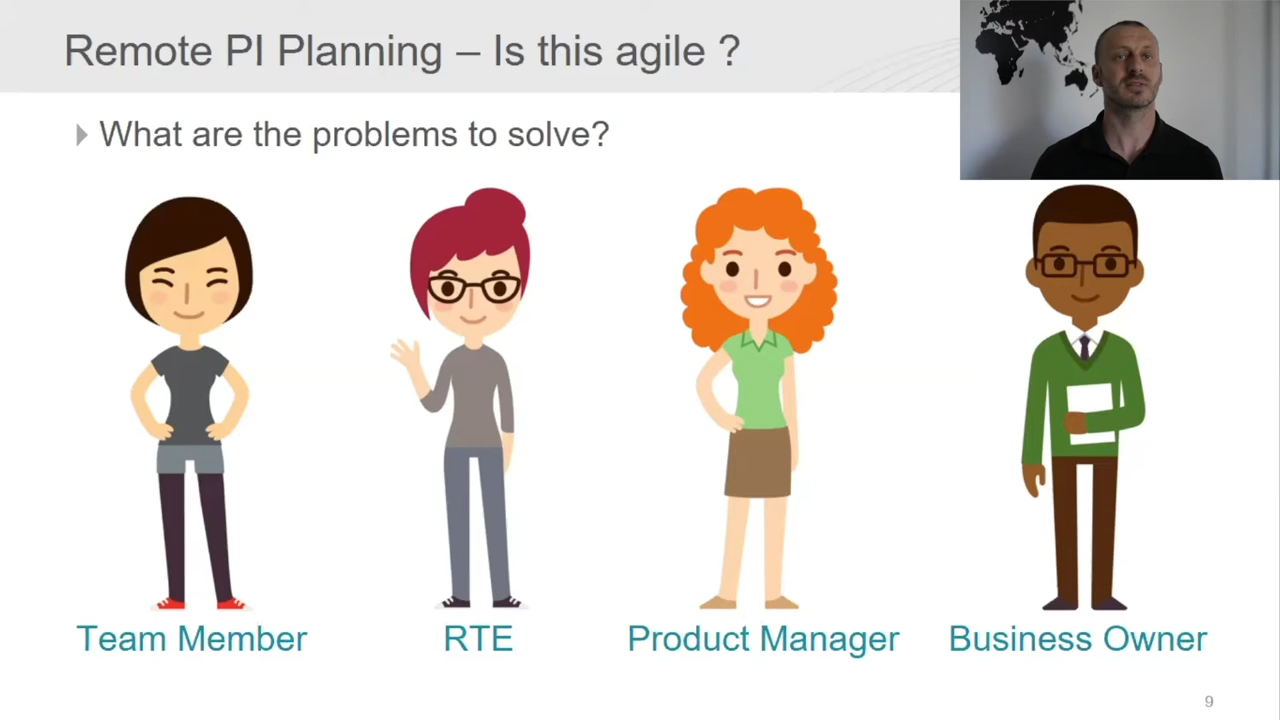 Remote PI Planning – Is this agile ?
What are the problems to solve?
Team Member
RTE
Product Manager
Business Owner
9